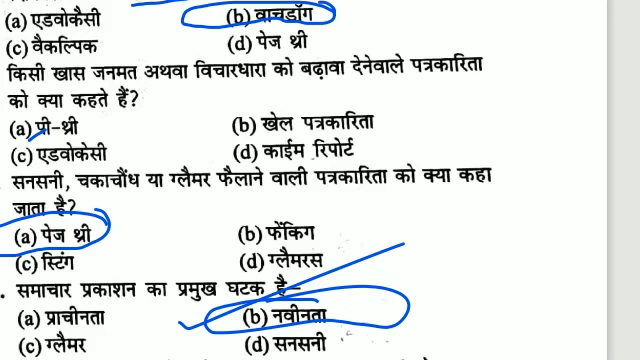 (a) एडवोकैसी (b) वाचडॉग
(c) वैकल्पिक (d) पेज थ्री
किसी खास जनमत अथवा विचारधारा को बढ़ावा देनेवाले पत्रकारिता
को क्या कहते हैं?
(a) प्री-थ्री (b) खेल पत्रकारिता
(c) एडवोकेसी (d) काईम रिपोर्ट
सनसनी, चकाचौंध या ग्लैमर फैलाने वाली पत्रकारिता को क्या कहा
जाता है?
(a) पेज थ्री (b) फेंकिग
(c) स्टिंग (d) ग्लैमरस
. समाचार प्रकाशन का प्रमुख घटक है–
(a) प्राचीनता (b) नवीनता
(c) ग्लैमर (d) सनसनी